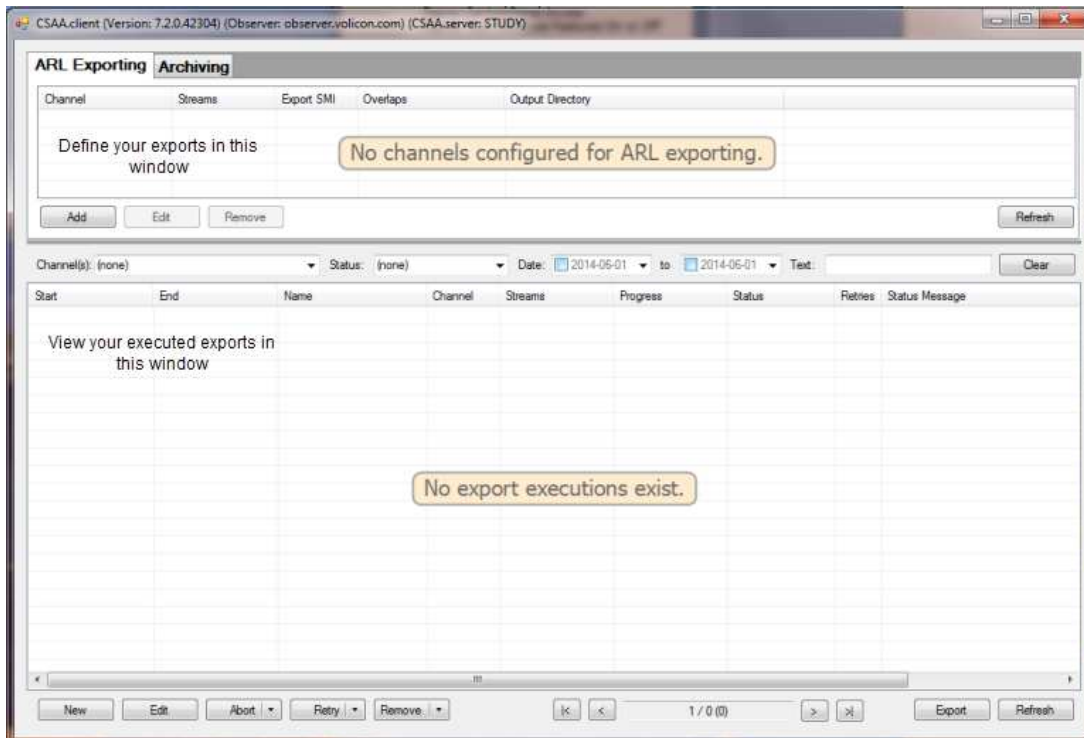 CSAA.client (Version: 7.2.0.42304) (Observer: observer.volicon.com) (CSAA.server: STUDY)
ARL Exporting Archiving
Channel Streams Export SMI Overlaps Output Directory
Define your exports in this
window
No channels configured for ARL exporting.
Add Edit Remove Refresh
Channel(s): (none) Status: (none) Date: 2014-06-01 to 2014-06-01 Text: Clear
Start End Name Channel Streams Progress Status Retries Status Message
View your executed exports in
this window
No export executions exist.
New Edit Abort Retry Remove |< < 1 / 0 (0) > >| Export Refresh